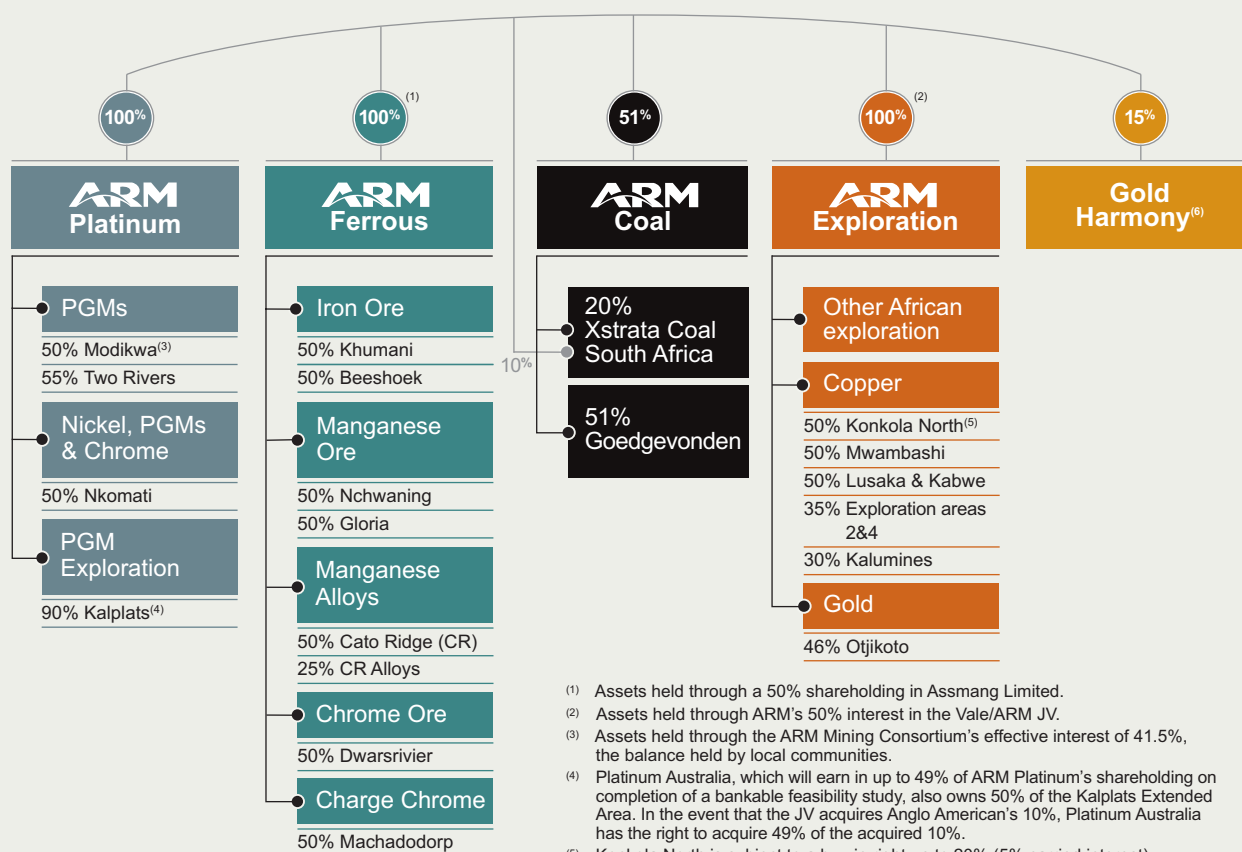 100%
100% (1)
51%
100% (2)
15%
ARM
Platinum
ARM
Ferrous
ARM
Coal
ARM
Exploration
Gold
Harmony(6)
PGMs
50% Modikwa(3)
55% Two Rivers
Nickel, PGMs
& Chrome
50% Nkomati
PGM
Exploration
90% Kalplats(4)
Iron Ore
50% Khumani
50% Beeshoek
Manganese
Ore
50% Nchwaning
50% Gloria
Manganese
Alloys
50% Cato Ridge (CR)
25% CR Alloys
Chrome Ore
50% Dwarsrivier
Charge Chrome
50% Machadodorp
10%
20%
Xstrata Coal
South Africa
51%
Goedgevonden
Other African
exploration
Copper
50% Konkola North(5)
50% Mwambashi
50% Lusaka & Kabwe
35% Exploration areas
2&4
30% Kalumines
Gold
46% Otjikoto
(1) Assets held through a 50% shareholding in Assmang Limited.
(2) Assets held through ARM's 50% interest in the Vale/ARM JV.
(3) Assets held through the ARM Mining Consortium's effective interest of 41.5%,
the balance held by local communities.
(4) Platinum Australia, which will earn in up to 49% of ARM Platinum's shareholding on
completion of a bankable feasibility study, also owns 50% of the Kalplats Extended
Area. In the event that the JV acquires Anglo American's 10%, Platinum Australia
has the right to acquire 49% of the acquired 10%.